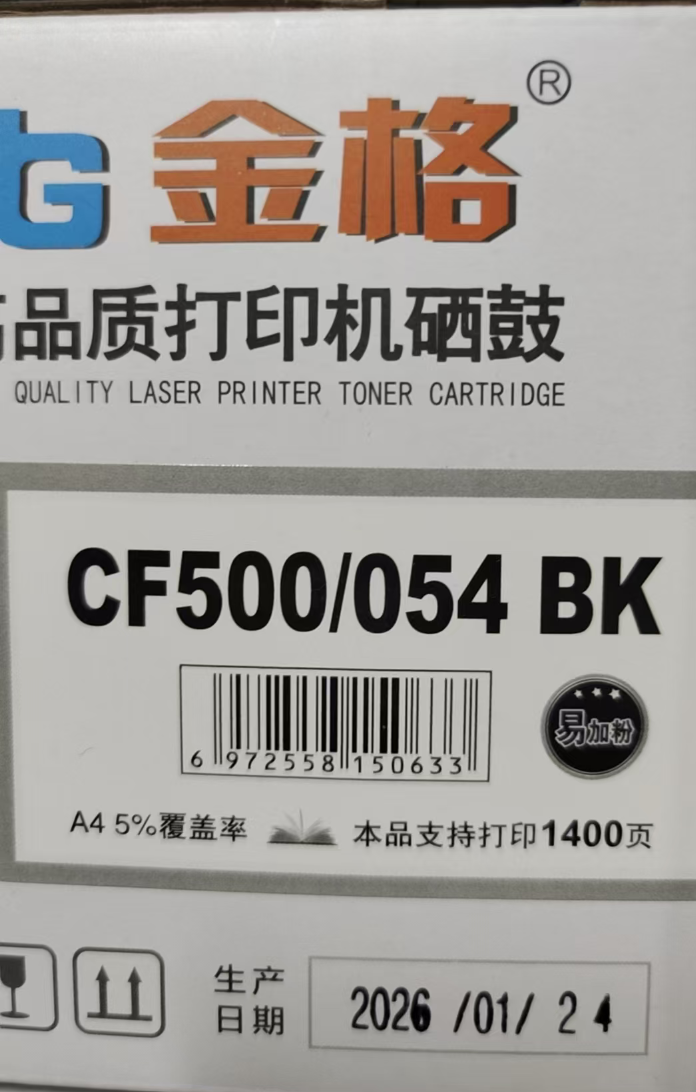 G 金格 ®
高品质打印机硒鼓
QUALITY LASER PRINTER TONER CARTRIDGE
CF500/054 BK
6 972558 150633
易加粉
A4 5%覆盖率 本品支持打印1400页
生产日期
2026 /01/ 24